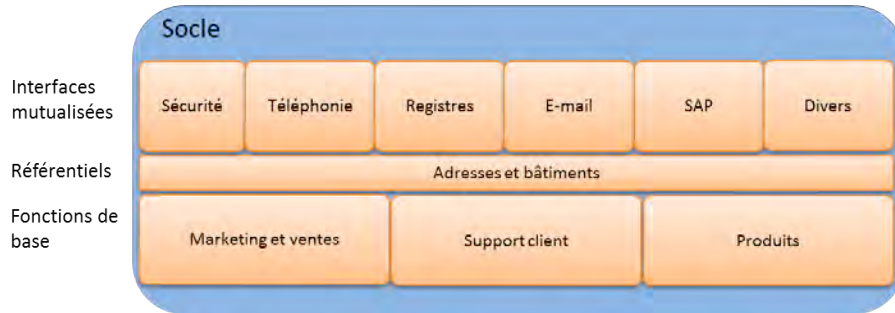 Socle
Interfaces
mutualisées
Sécurité
Téléphonie
Registres
E-mail
SAP
Divers
Référentiels
Adresses et bâtiments
Fonctions de
base
Marketing et ventes
Support client
Produits